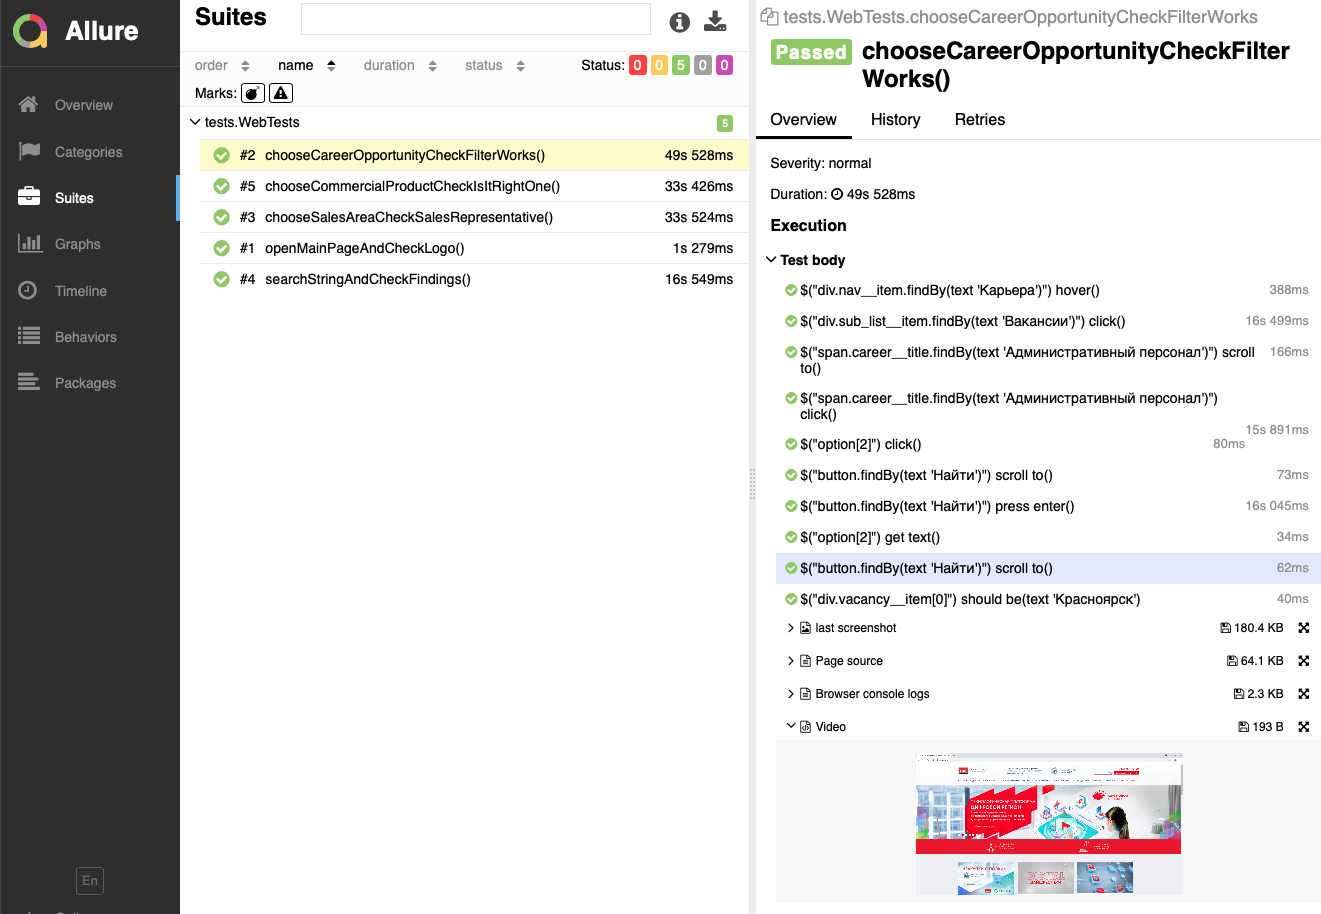 Allure
Overview
Categories
Suites
Graphs
Timeline
Behaviors
Packages
En
Suites
order name duration status Status: 0 0 5 0 0
Marks:
tests.WebTests 5
#2 chooseCareerOpportunityCheckFilterWorks() 49s 528ms
#5 chooseCommercialProductCheckIsItRightOne() 33s 426ms
#3 chooseSalesAreaCheckSalesRepresentative() 33s 524ms
#1 openMainPageAndCheckLogo() 1s 279ms
#4 searchStringAndCheckFindings() 16s 549ms
tests.WebTests.chooseCareerOpportunityCheckFilterWorks
Passed chooseCareerOpportunityCheckFilter
Works()
Overview History Retries
Severity: normal
Duration: 49s 528ms
Execution
Test body
$("div.nav__item.findBy(text 'Карьера')") hover() 388ms
$("div.sub_list__item.findBy(text 'Вакансии')") click() 16s 499ms
$("span.career__title.findBy(text 'Административный персонал')") scroll 166ms
to()
$("span.career__title.findBy(text 'Административный персонал')")
click()
15s 891ms
$("option[2]") click() 80ms
$("button.findBy(text 'Найти')") scroll to() 73ms
$("button.findBy(text 'Найти')") press enter() 16s 045ms
$("option[2]") get text() 34ms
$("button.findBy(text 'Найти')") scroll to() 62ms
$("div.vacancy__item[0]") should be(text 'Красноярск') 40ms
last screenshot 180.4 KB
Page source 64.1 KB
Browser console logs 2.3 KB
Video 193 B